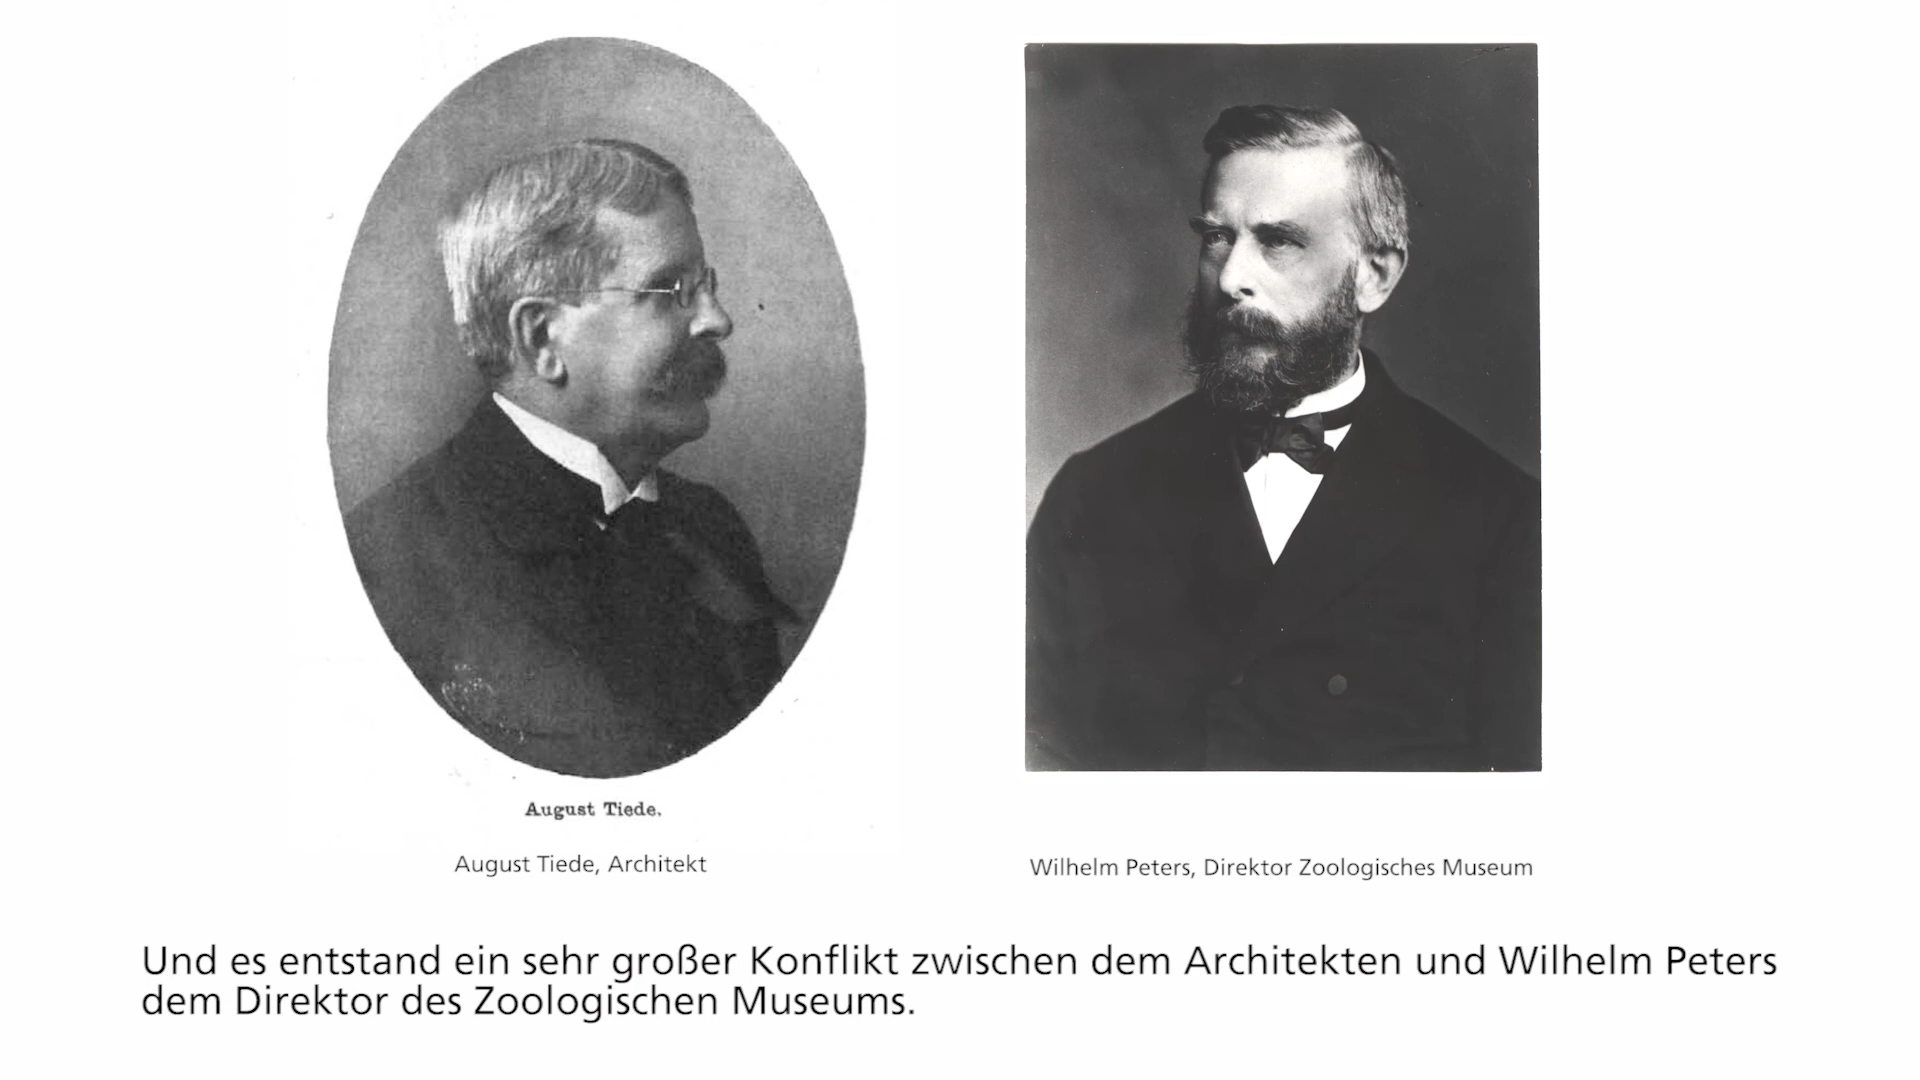 August Tiede.
August Tiede, Architekt
Wilhelm Peters, Direktor Zoologisches Museum
Und es entstand ein sehr großer Konflikt zwischen dem Architekten und Wilhelm Peters
dem Direktor des Zoologischen Museums.